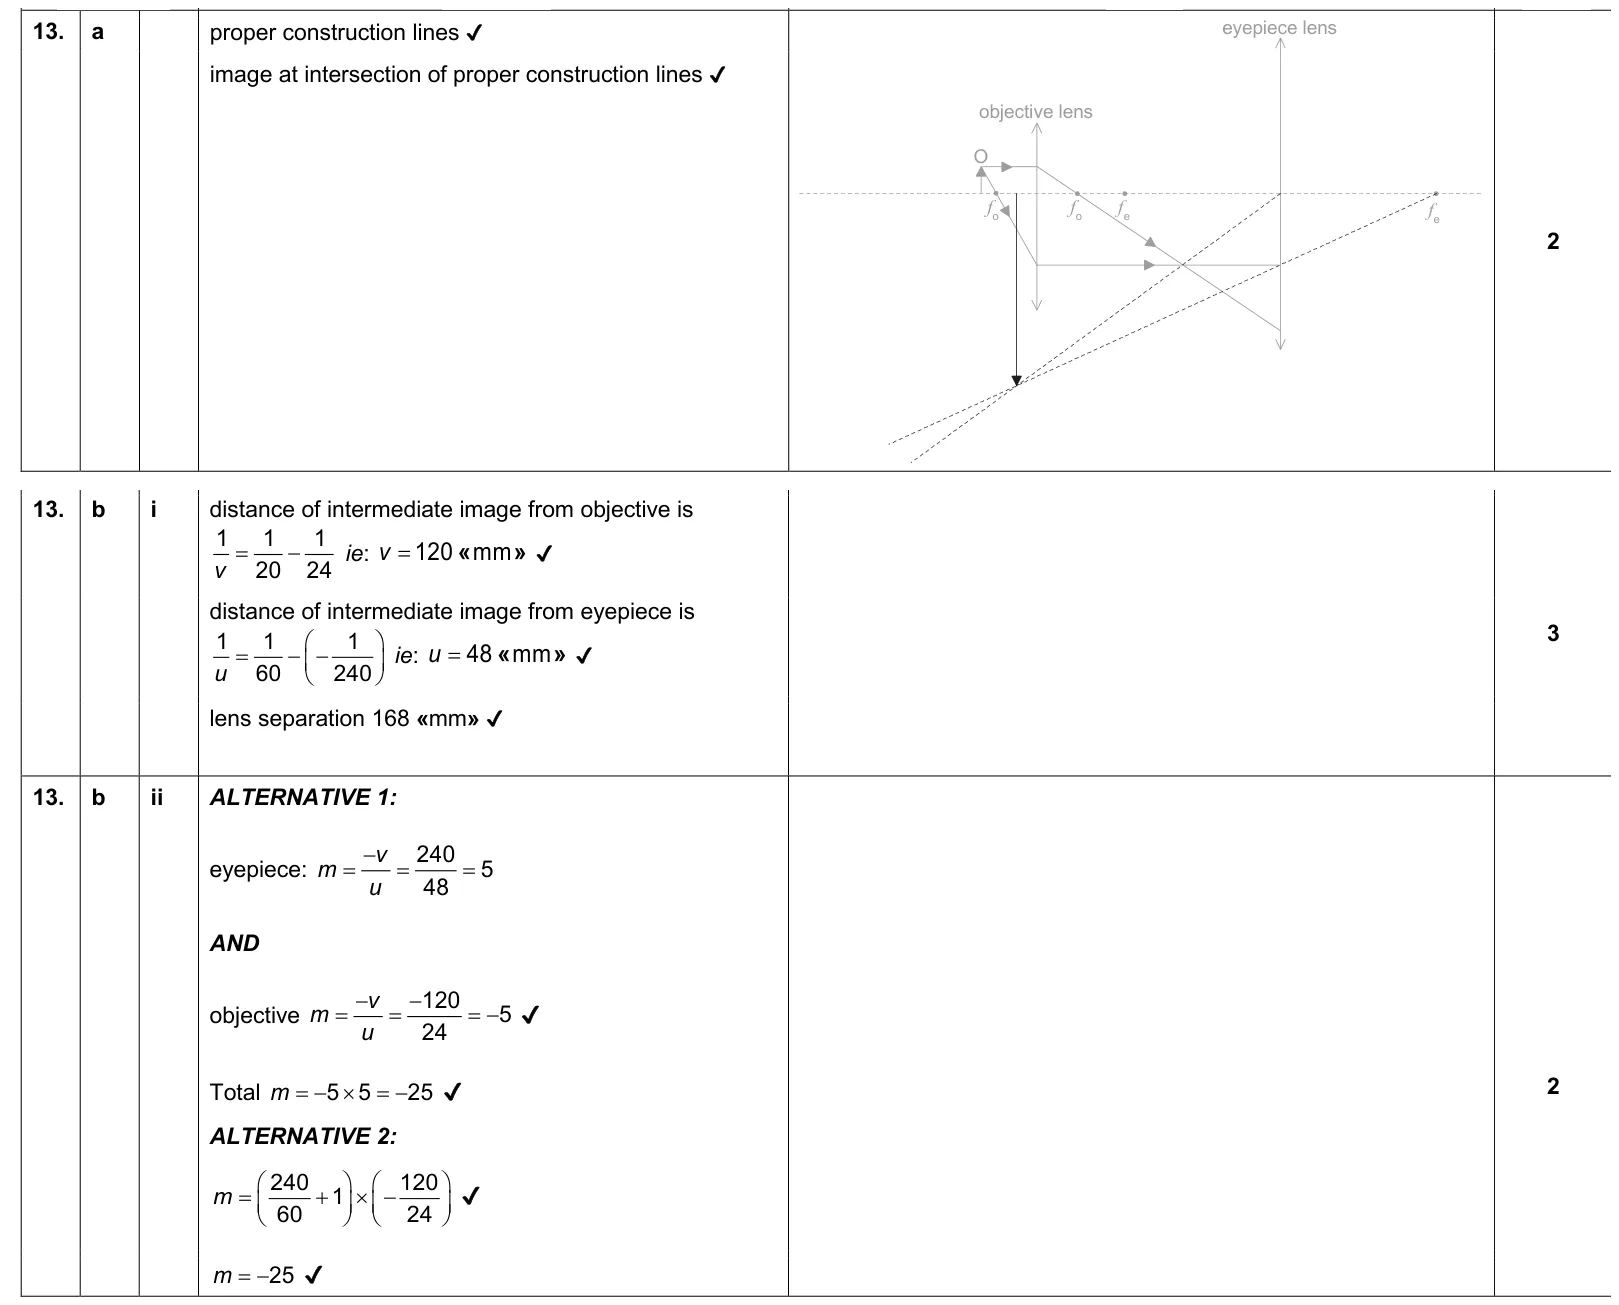 13. a proper construction lines ✓
image at intersection of proper construction lines ✓
eyepiece lens
objective lens
O
fo fo fe fe
2
13. b i distance of intermediate image from objective is
1/v = 1/20 − 1/24 ie: v = 120 «mm» ✓
distance of intermediate image from eyepiece is
1/u = 1/60 − (−1/240) ie: u = 48 «mm» ✓
3
lens separation 168 «mm» ✓
13. b ii ALTERNATIVE 1:
eyepiece: m = −v/u = 240/48 = 5
AND
objective m = −v/u = −120/24 = −5 ✓
Total m = −5 × 5 = −25 ✓
2
ALTERNATIVE 2:
m = (240/60 + 1) × (−120/24) ✓
m = −25 ✓